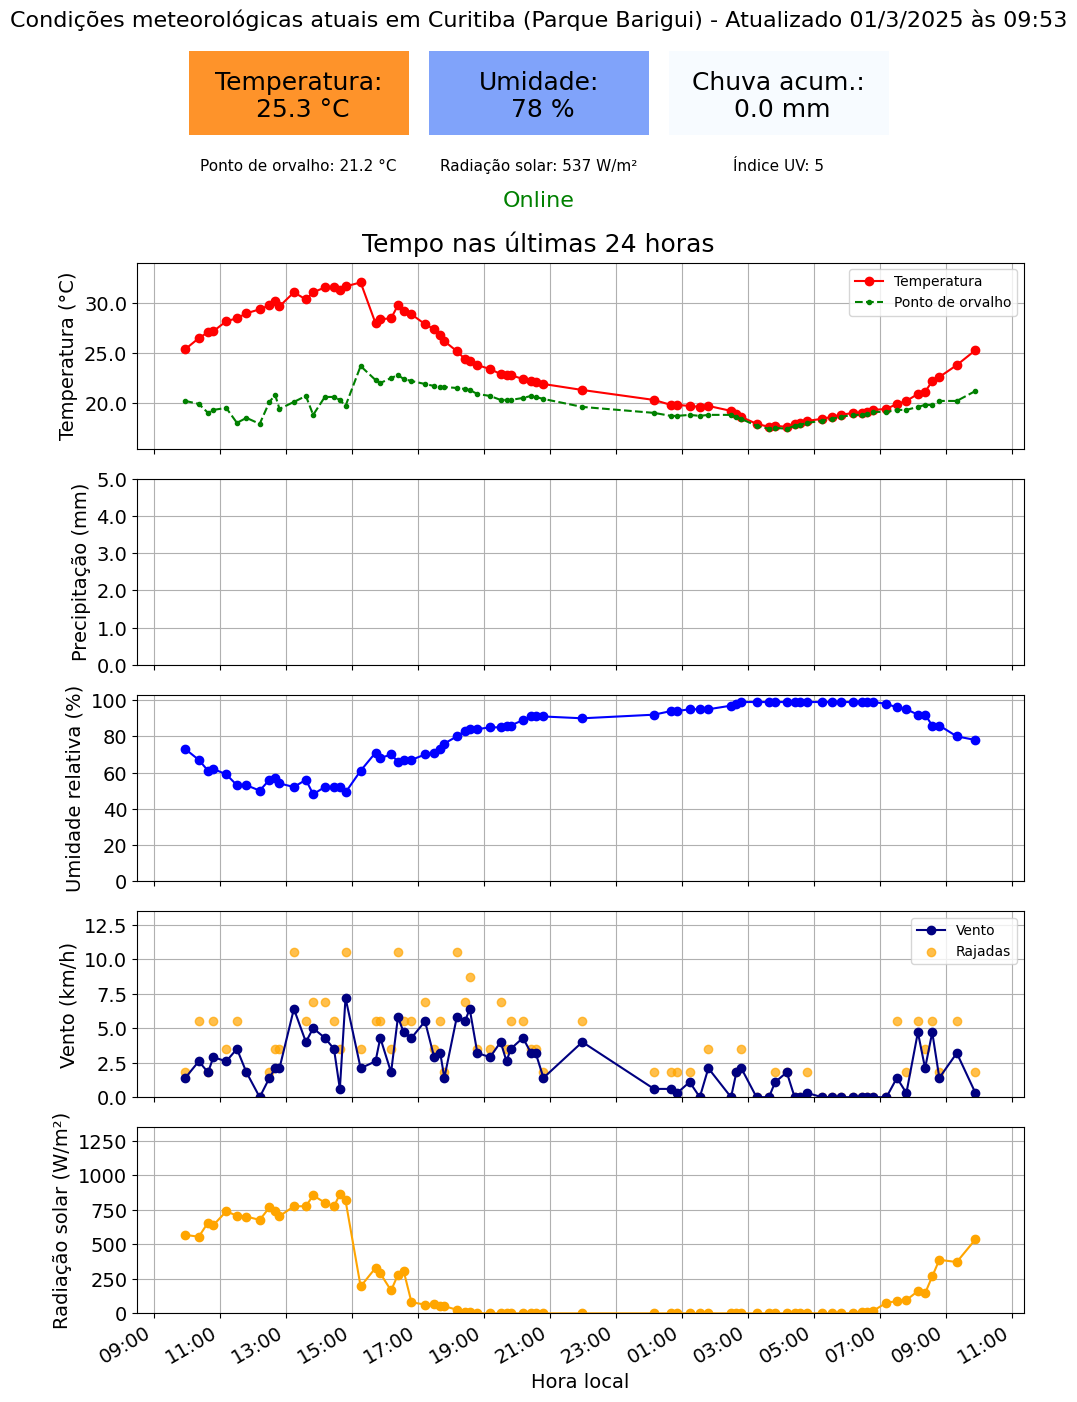 Condições meteorológicas atuais em Curitiba (Parque Barigui) - Atualizado 01/3/2025 às 09:53
Temperatura:
25.3 °C
Umidade:
78 %
Chuva acum.:
0.0 mm
Ponto de orvalho: 21.2 °C
Radiação solar: 537 W/m²
Índice UV: 5
Online
Tempo nas últimas 24 horas
Temperatura (°C)
30.0
25.0
20.0
Temperatura
Ponto de orvalho
Precipitação (mm)
5.0
4.0
3.0
2.0
1.0
0.0
Umidade relativa (%)
100
80
60
40
20
0
Vento (km/h)
12.5
10.0
7.5
5.0
2.5
0.0
Vento
Rajadas
Radiação solar (W/m²)
1250
1000
750
500
250
0
09:00
11:00
13:00
15:00
17:00
19:00
21:00
23:00
01:00
03:00
05:00
07:00
09:00
11:00
Hora local